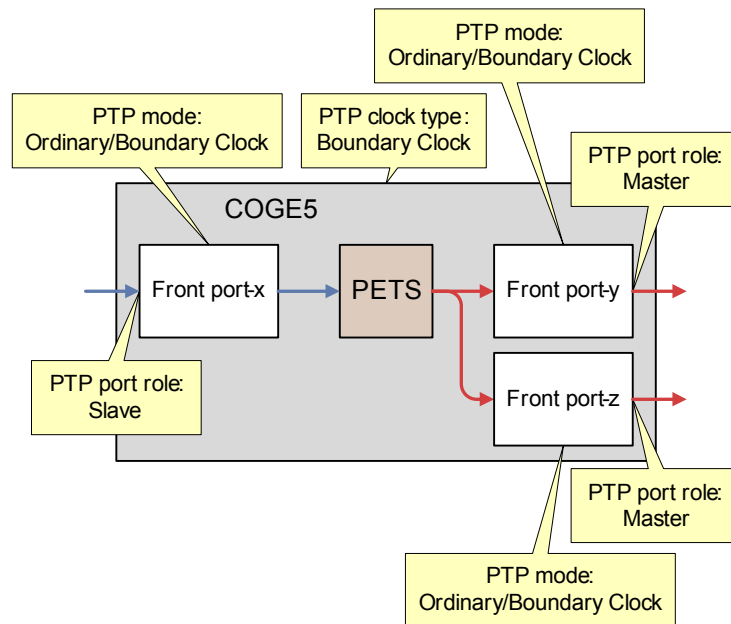 PTP mode:
Ordinary/Boundary Clock
PTP mode:
Ordinary/Boundary Clock
PTP clock type:
Boundary Clock
PTP port role:
Master
COGE5
Front port-x
PETS
Front port-y
PTP port role:
Slave
Front port-z
PTP port role:
Master
PTP mode:
Ordinary/Boundary Clock